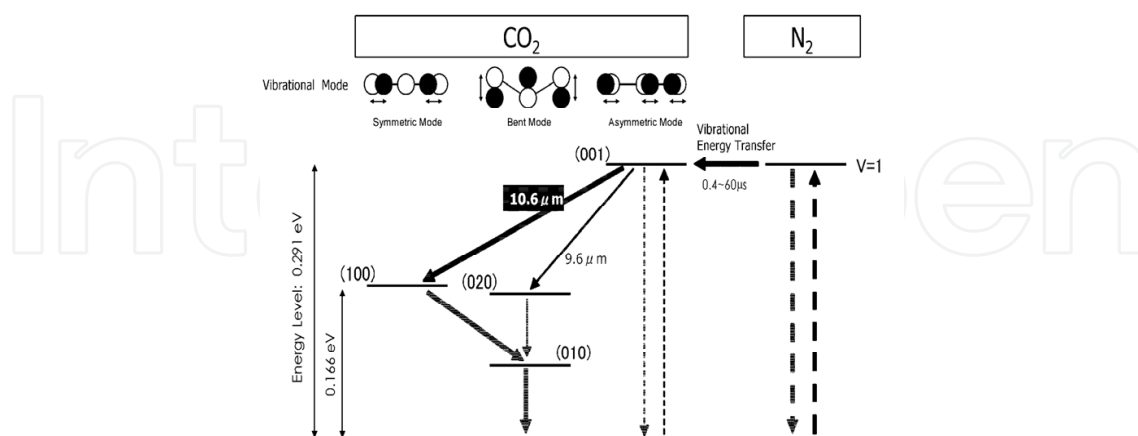 CO₂
N₂
Vibrational Mode
Symmetric Mode
Bent Mode
Asymmetric Mode
Vibrational
Energy Transfer
(001)
V=1
0.4~60μs
10.6μm
9.6μm
(100)
(020)
(010)
Energy Level: 0.291 eV
0.166 eV